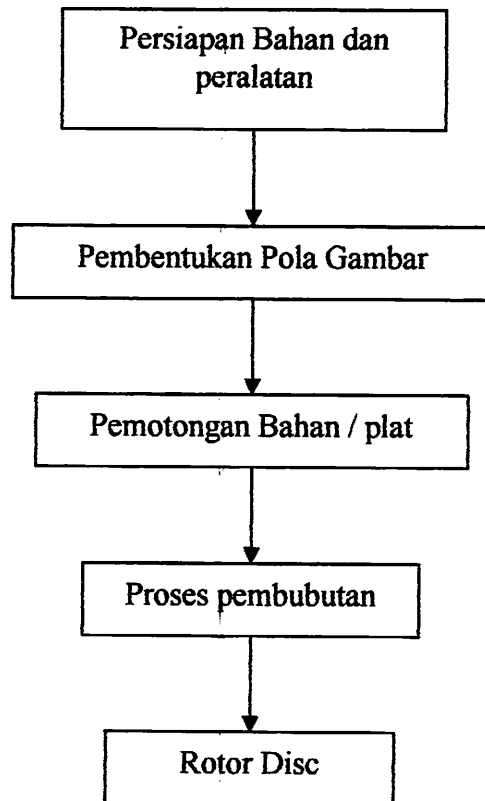 Persiapan Bahan dan
peralatan
Pembentukan Pola Gambar
Pemotongan Bahan / plat
Proses pembubutan
Rotor Disc